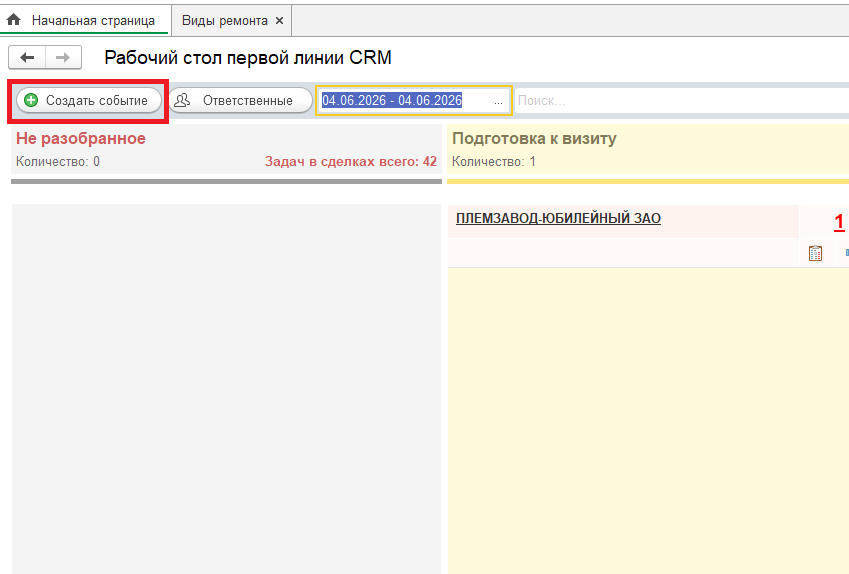 Начальная страница
Виды ремонта ×
Рабочий стол первой линии CRM
Создать событие
Ответственные
04.06.2026 - 04.06.2026
...
Поиск...
Не разобранное
Количество: 0
Задач в сделках всего: 42
Подготовка к визиту
Количество: 1
ПЛЕМЗАВОД-ЮБИЛЕЙНЫЙ ЗАО
1